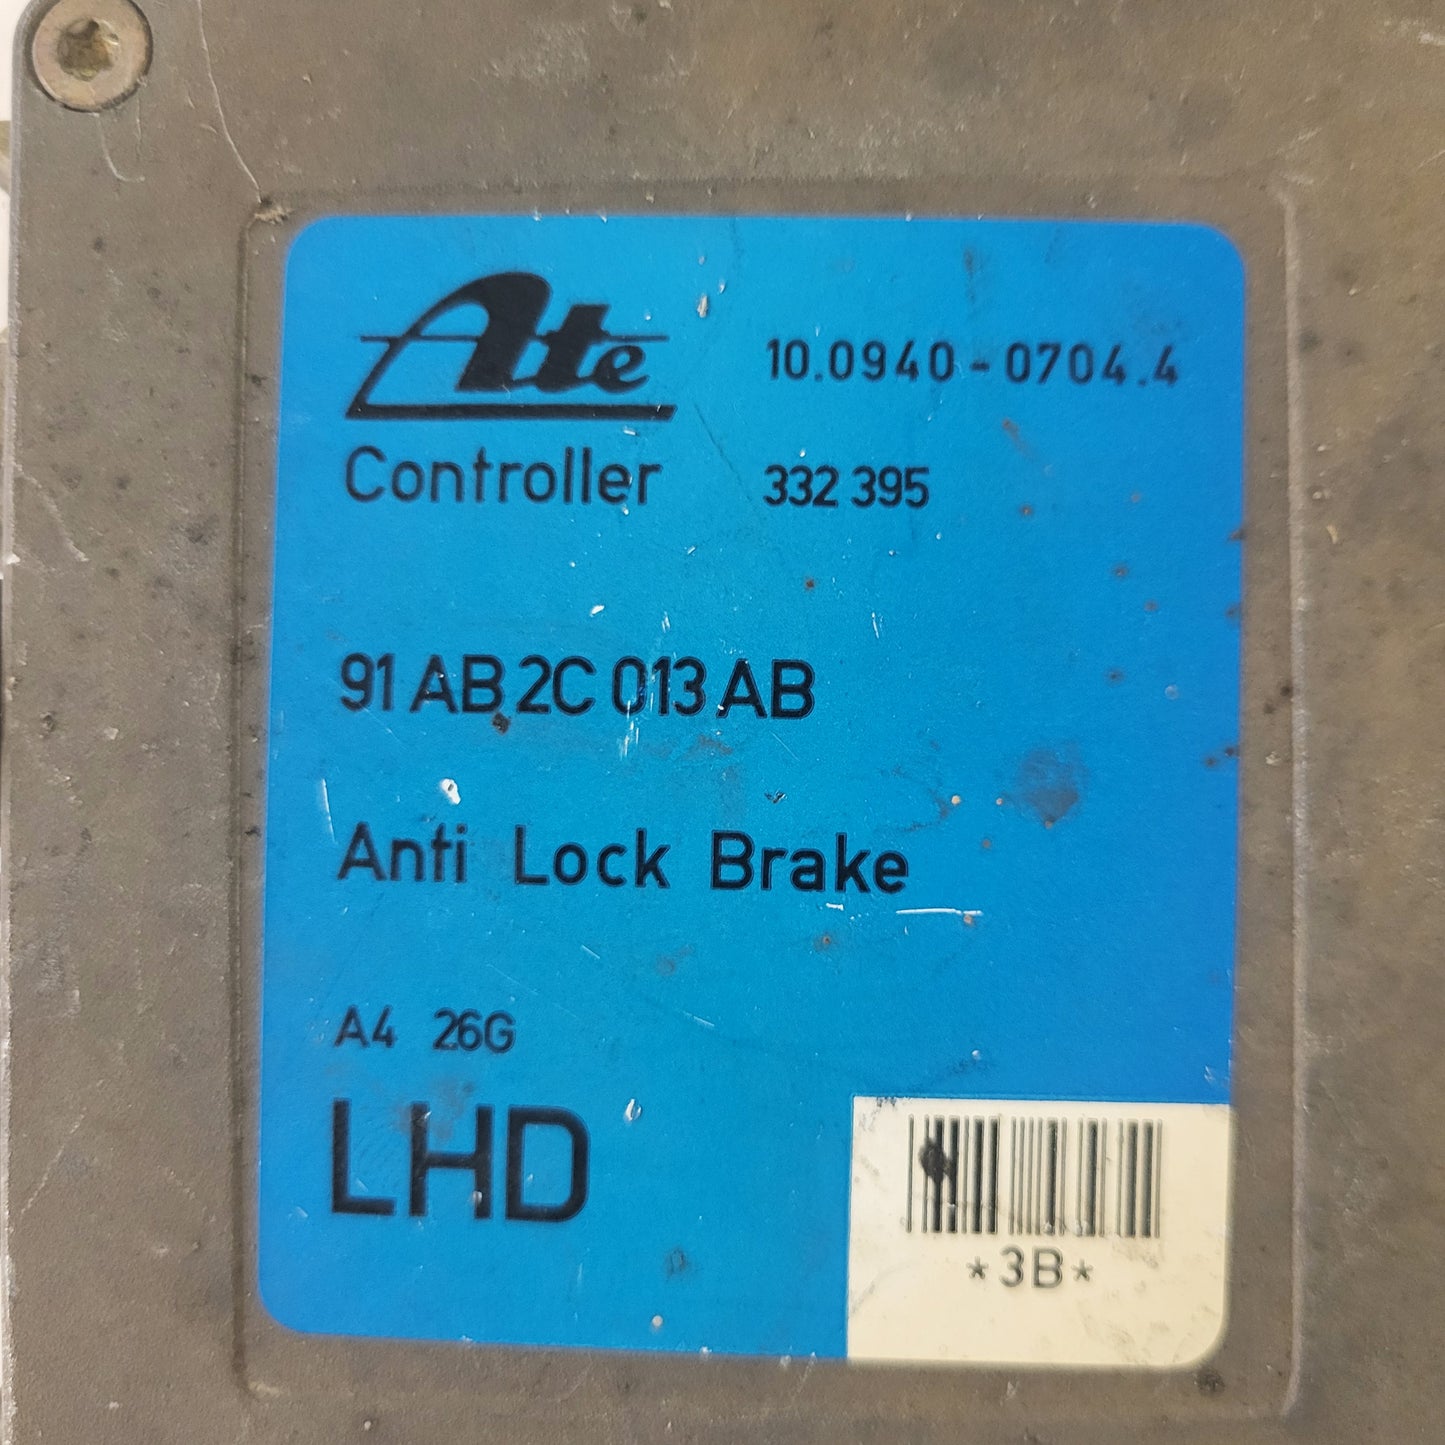 Ate 10.0940-0704.4
Controller 332 395
91 AB 2C 013 AB
Anti Lock Brake
A4 26G
LHD
*3B*